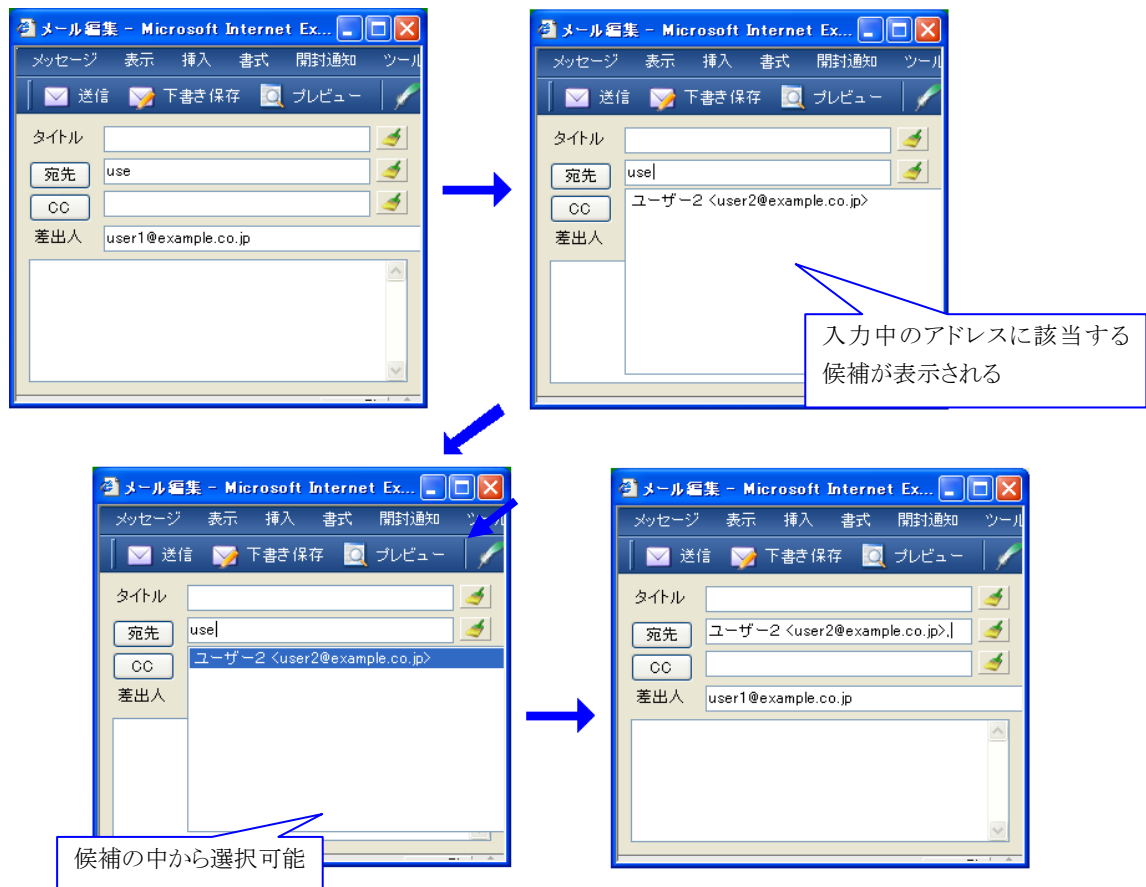 メール編集 - Microsoft Internet Ex...
メッセージ 表示 挿入 書式 開封通知 ツール
送信 下書き保存 プレビュー
タイトル
宛先 use
CC
差出人 user1@example.co.jp
メール編集 - Microsoft Internet Ex...
メッセージ 表示 挿入 書式 開封通知 ツール
送信 下書き保存 プレビュー
タイトル
宛先 use
CC ユーザー2 <user2@example.co.jp>
差出人
入力中のアドレスに該当する
候補が表示される
メール編集 - Microsoft Internet Ex...
メッセージ 表示 挿入 書式 開封通知
送信 下書き保存 プレビュー
タイトル
宛先 use
CC ユーザー2 <user2@example.co.jp>
差出人
候補の中から選択可能
メール編集 - Microsoft Internet Ex...
メッセージ 表示 挿入 書式 開封通知 ツール
送信 下書き保存 プレビュー
タイトル
宛先 ユーザー2 <user2@example.co.jp>,
CC
差出人 user1@example.co.jp